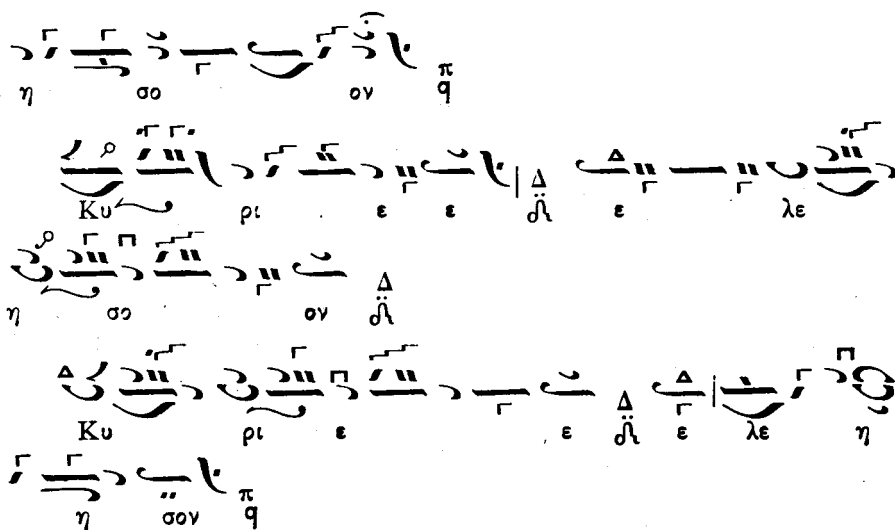 η σο ον π q
Κυ ρι ε ε Δ ε λε
η σο ον Δ
Κυ ρι ε ε Δ ε λε η
η σον π q